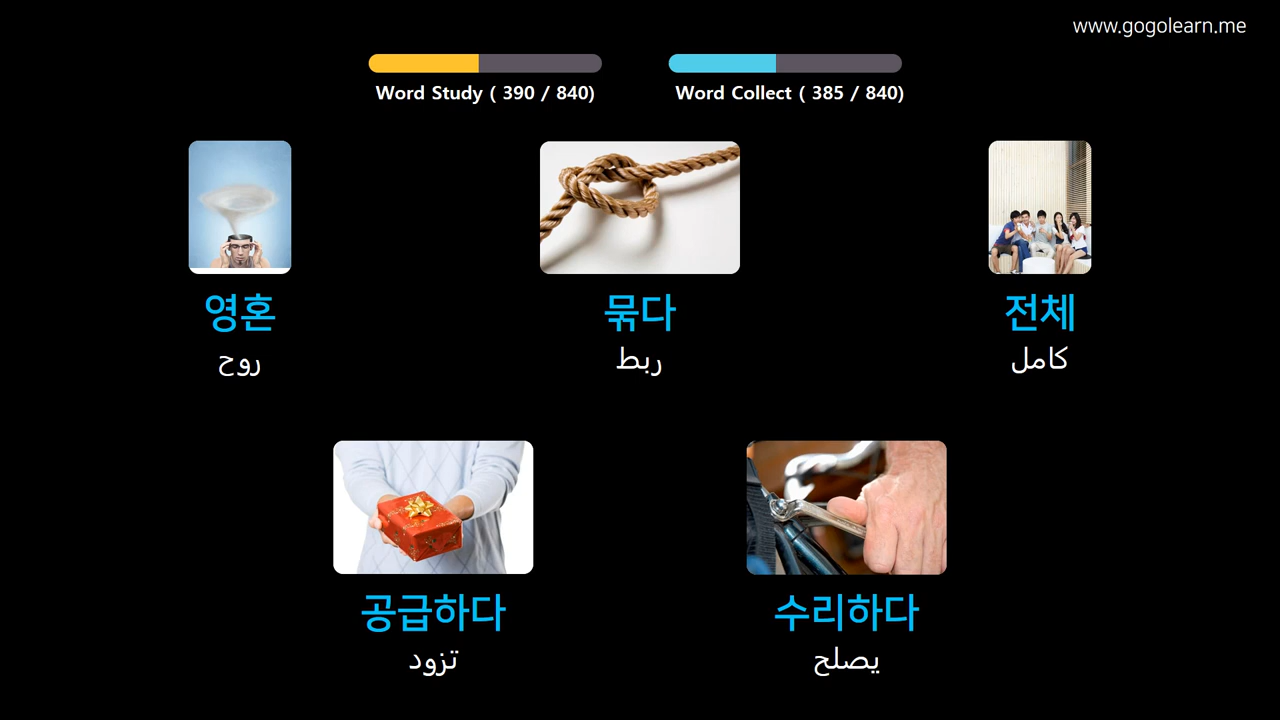 www.gogolearn.me
Word Study ( 390 / 840)
Word Collect ( 385 / 840)
영혼
روح
묶다
ربط
전체
كامل
공급하다
تزود
수리하다
يصلح